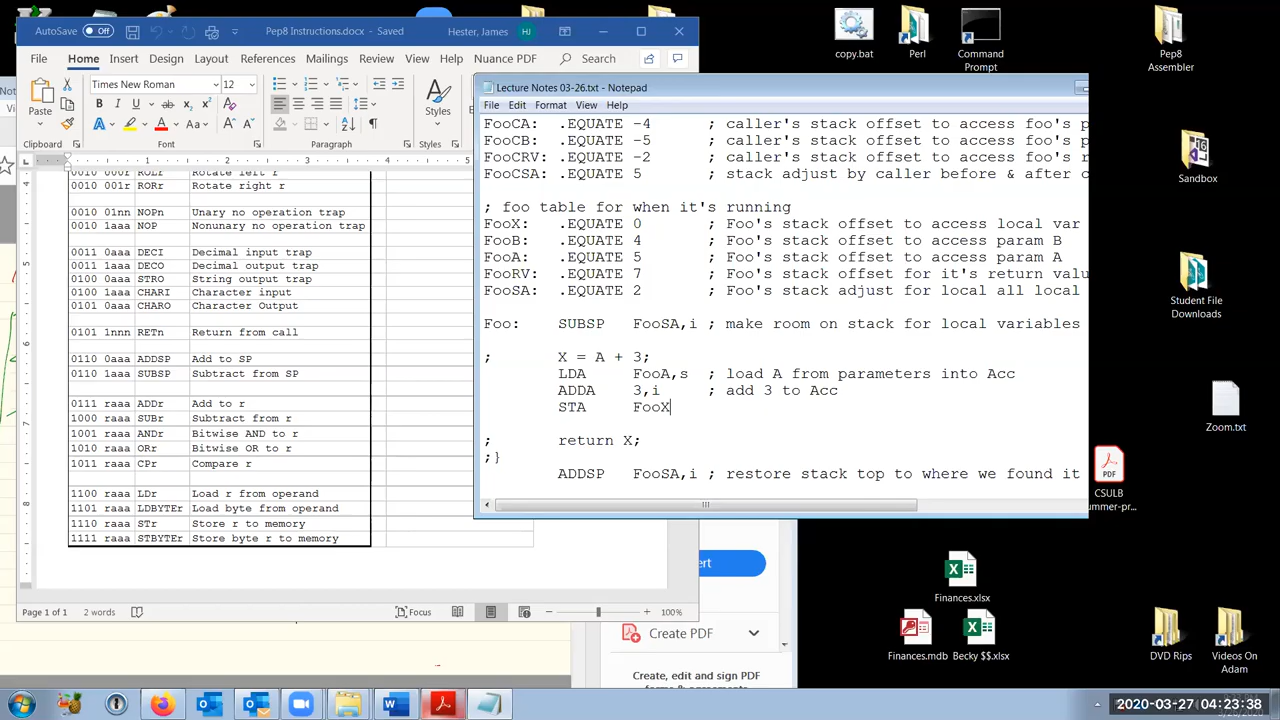 AutoSave Off Pep8 Instructions.docx - Saved Hester, James HJ
File Home Insert Design Layout References Mailings Review View Help Nuance PDF Search
Paste
Times New Roman 12
Styles
Clipboard Font Paragraph Styles
1 2 3 4 5
0010 000r ROLr Rotate left r
0010 000r RORr Rotate right r
0010 01nn NOPn Unary no operation trap
0010 1aaa NOP Nonunary no operation trap
0011 0aaa DECI Decimal input trap
0011 1aaa DECO Decimal output trap
0100 0aaa STRO String output trap
0100 1aaa CHARI Character input
0101 0aaa CHARO Character Output
0101 1nnn RETn Return from call
0110 0aaa ADDSP Add to SP
0110 1aaa SUBSP Subtract from SP
0111 raaa ADDr Add to r
1000 raaa SUBr Subtract from r
1001 raaa ANDr Bitwise AND to r
1010 raaa ORr Bitwise OR to r
1011 raaa CPr Compare r
1100 raaa LDr Load r from operand
1101 raaa LDBYTEr Load byte from operand
1110 raaa STr Store r to memory
1111 raaa STBYTEr Store byte r to memory
Page 1 of 1 2 words Focus 100%
Lecture Notes 03-26.txt - Notepad
File Edit Format View Help
FooCA: .EQUATE -4 ; caller's stack offset to access foo's p
FooCB: .EQUATE -5 ; caller's stack offset to access foo's p
FooCRV: .EQUATE -2 ; caller's stack offset to access foo's r
FooCSA: .EQUATE 5 ; stack adjust by caller before & after c
; foo table for when it's running
FooX: .EQUATE 0 ; Foo's stack offset to access local var
FooB: .EQUATE 4 ; Foo's stack offset to access param B
FooA: .EQUATE 5 ; Foo's stack offset to access param A
FooRV: .EQUATE 7 ; Foo's stack offset for it's return valu
FooSA: .EQUATE 2 ; Foo's stack adjust for local all local
Foo: SUBSP FooSA,i ; make room on stack for local variables
; X = A + 3;
LDA FooA,s ; load A from parameters into Acc
ADDA 3,i ; add 3 to Acc
STA FooX
; return X;
;}
ADDSP FooSA,i ; restore stack top to where we found it
Create PDF
Create, edit and sign PDF
copy.bat
Perl
Command
Prompt
Pep8
Assembler
Sandbox
Student File
Downloads
Zoom.txt
PDF
CSULB
ummer-pr...
Finances.xlsx
Finances.mdb
Becky $$.xlsx
DVD Rips
Videos On
Adam
2020-03-27 04:23:38